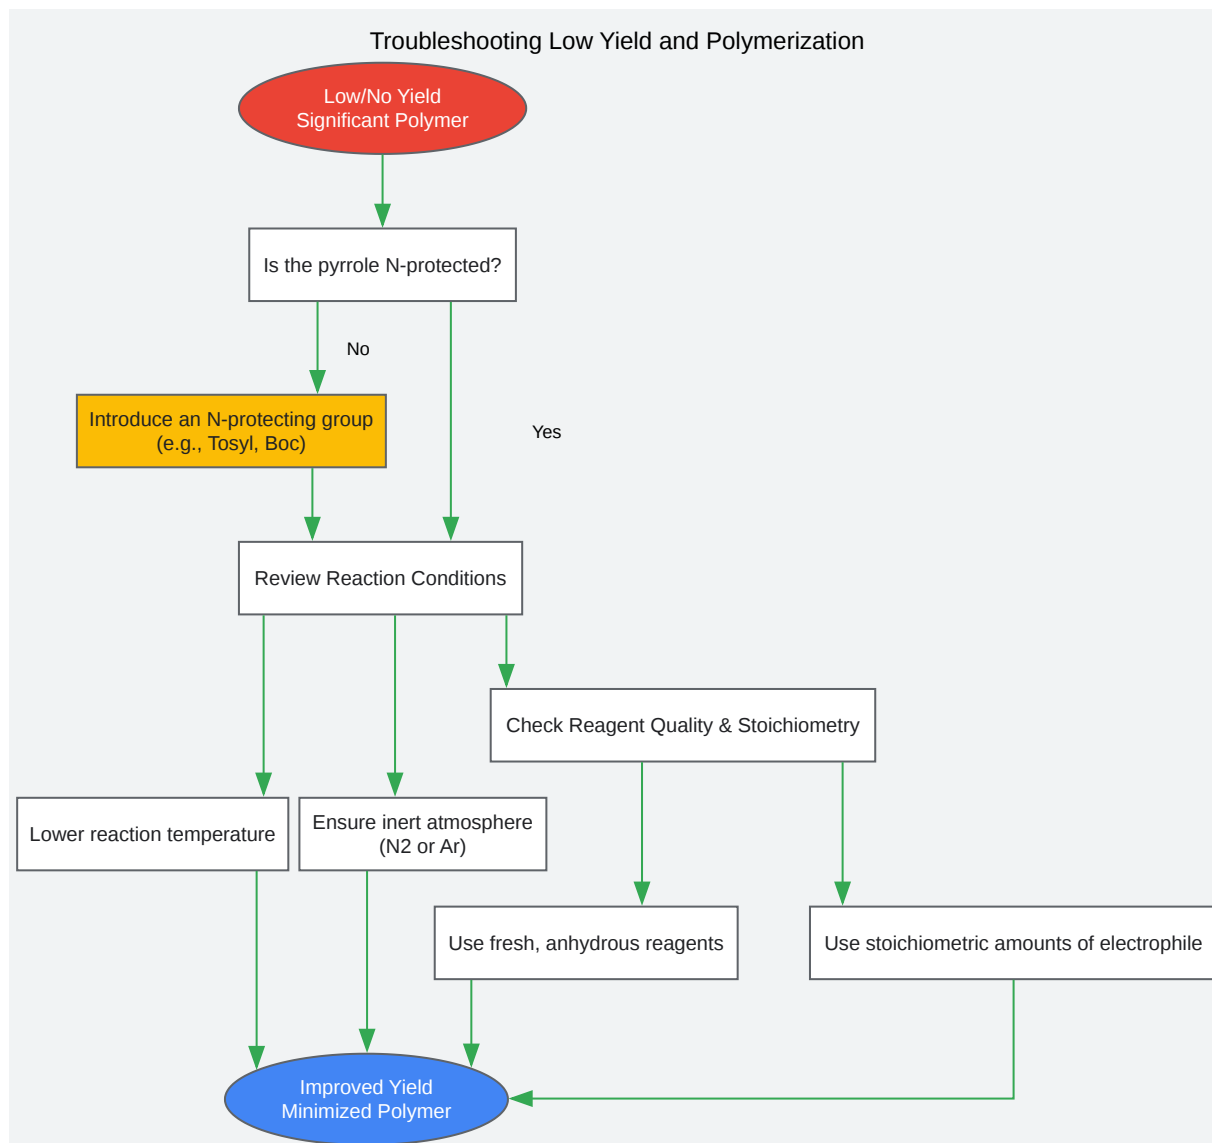 Troubleshooting Low Yield and Polymerization
Low/No Yield
Significant Polymer
Is the pyrrole N-protected?
No
Introduce an N-protecting group
(e.g., Tosyl, Boc)
Yes
Review Reaction Conditions
Check Reagent Quality & Stoichiometry
Lower reaction temperature
Ensure inert atmosphere
(N2 or Ar)
Use fresh, anhydrous reagents
Use stoichiometric amounts of electrophile
Improved Yield
Minimized Polymer